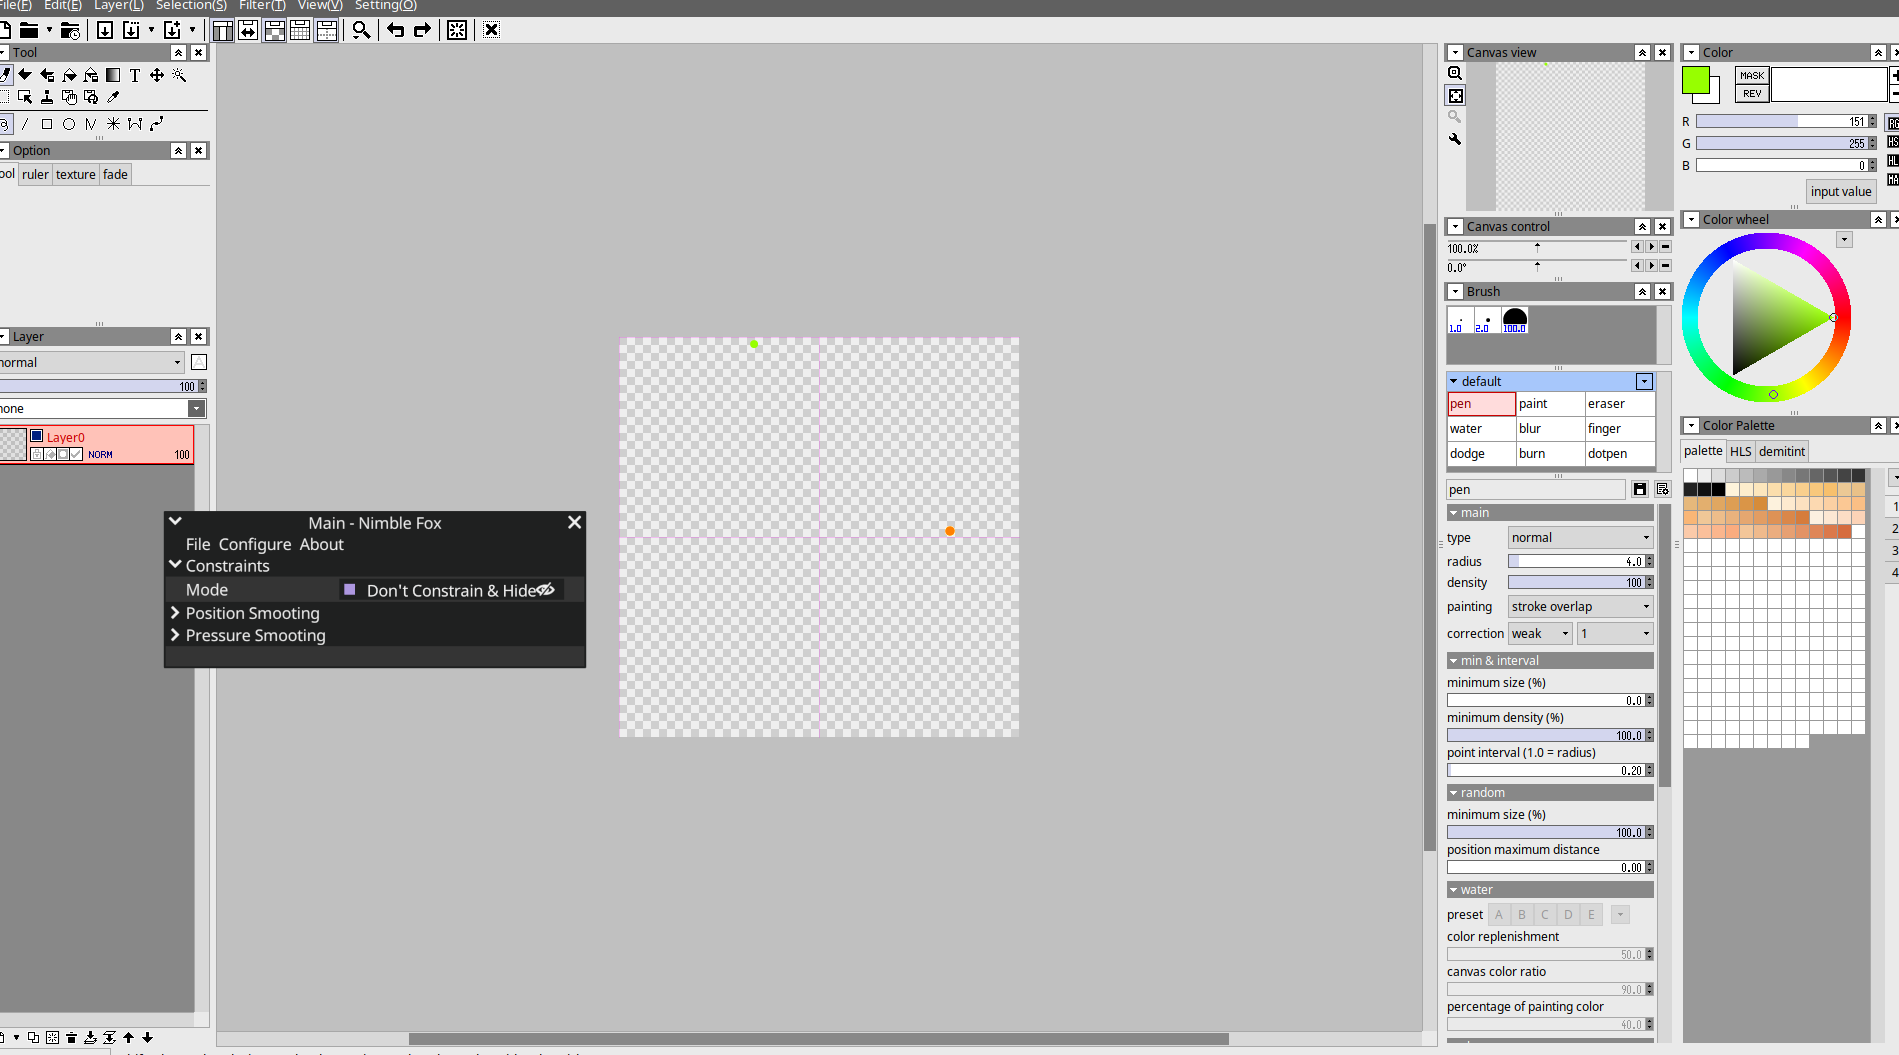 File(F) Edit(E) Layer(L) Selection(S) Filter(T) View(V) Setting(O)
Tool
Option
ool ruler texture fade
Layer
normal
100
none
Layer0
NORM 100
Main - Nimble Fox
File Configure About
Constraints
Mode Don't Constrain & Hide
Position Smooting
Pressure Smooting
Canvas view
Canvas control
100.0%
0.0°
Brush
1.0 2.0 100.0
default
pen paint eraser
water blur finger
dodge burn dotpen
pen
main
type normal
radius 4.0
density 100
painting stroke overlap
correction weak 1
min & interval
minimum size (%)
0.0
minimum density (%)
100.0
point interval (1.0 = radius)
0.20
random
minimum size (%)
100.0
position maximum distance
0.00
water
preset A B C D E
color replenishment
50.0
canvas color ratio
90.0
percentage of painting color
40.0
Color
MASK
REV
R 151
G 255
B 0
input value
Color wheel
Color Palette
palette HLS demitint
1
2
3
4